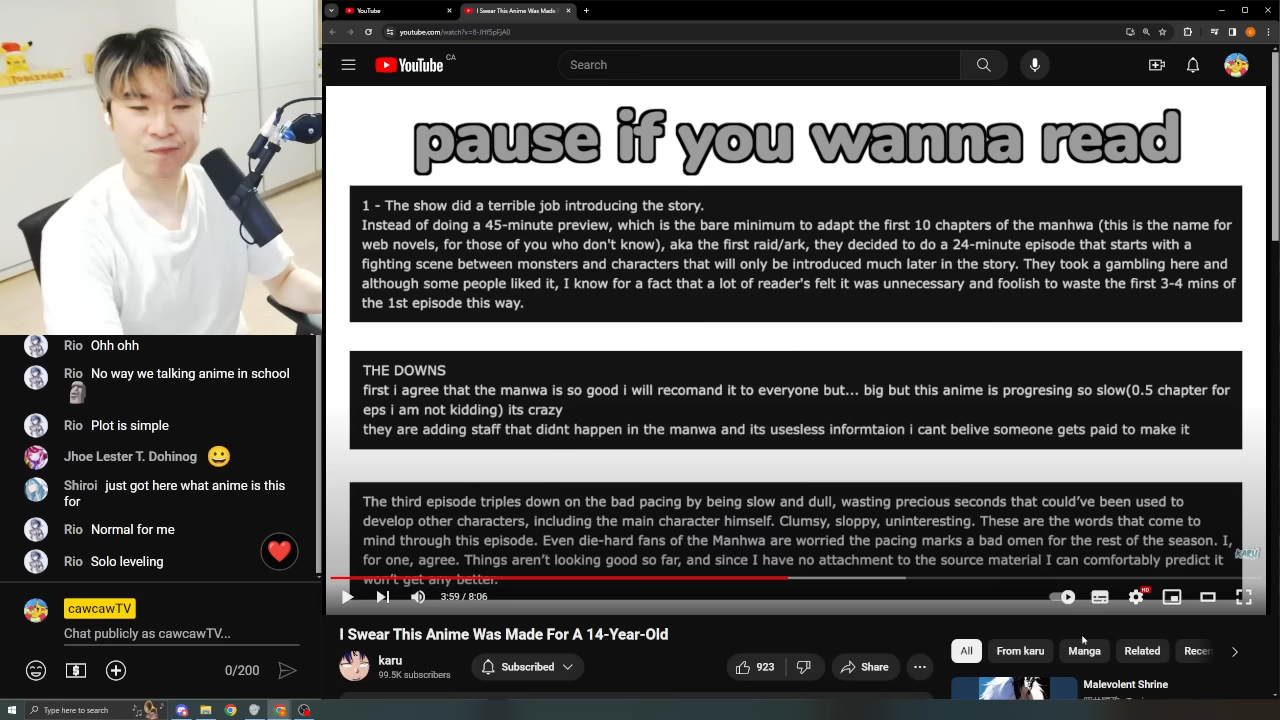 YouTube
I Swear This Anime Was Made
youtube.com/watch?v=8-JHf5pFjA0
YouTube CA
Search
pause if you wanna read
1 - The show did a terrible job introducing the story.
Instead of doing a 45-minute preview, which is the bare minimum to adapt the first 10 chapters of the manhwa (this is the name for
web novels, for those of you who don't know), aka the first raid/ark, they decided to do a 24-minute episode that starts with a
fighting scene between monsters and characters that will only be introduced much later in the story. They took a gambling here and
although some people liked it, I know for a fact that a lot of reader's felt it was unnecessary and foolish to waste the first 3-4 mins of
the 1st episode this way.
THE DOWNS
first i agree that the manwa is so good i will recomand it to everyone but... big but this anime is progresing so slow(0.5 chapter for
eps i am not kidding) its crazy
they are adding staff that didnt happen in the manwa and its usesless informtaion i cant belive someone gets paid to make it
The third episode triples down on the bad pacing by being slow and dull, wasting precious seconds that could've been used to
develop other characters, including the main character himself. Clumsy, sloppy, uninteresting. These are the words that come to
mind through this episode. Even die-hard fans of the Manhwa are worried the pacing marks a bad omen for the rest of the season. I,
for one, agree. Things aren't looking good so far, and since I have no attachment to the source material I can comfortably predict it
won't get any better.
KARU
3:59 / 8:06
HD
I Swear This Anime Was Made For A 14-Year-Old
karu
99.5K subscribers
Subscribed
923
Share
All
From karu
Manga
Related
Recen
Malevolent Shrine
Rio Ohh ohh
Rio No way we talking anime in school
Rio Plot is simple
Jhoe Lester T. Dohinog
Shiroi just got here what anime is this
for
Rio Normal for me
Rio Solo leveling
cawcawTV
Chat publicly as cawcawTV...
0/200
Type here to search